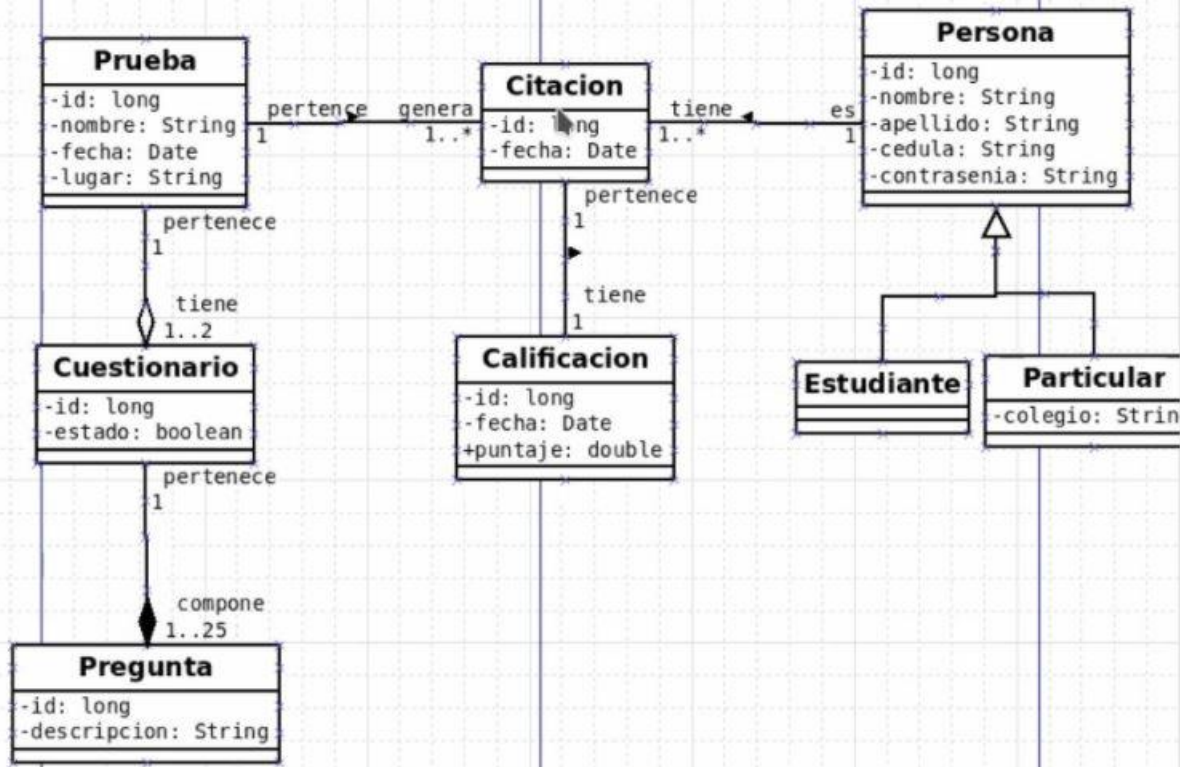 Prueba
-id: long
-nombre: String
-fecha: Date
-lugar: String
pertence
1
genera
1..*
Citacion
-id: long
-fecha: Date
tiene
1..*
es
1
Persona
-id: long
-nombre: String
-apellido: String
-cedula: String
-contrasenia: String
pertenece
1
tiene
1..2
pertenece
1
tiene
1
Cuestionario
-id: long
-estado: boolean
Calificacion
-id: long
-fecha: Date
+puntaje: double
Estudiante
Particular
-colegio: Strin
pertenece
1
compone
1..25
Pregunta
-id: long
-descripcion: String